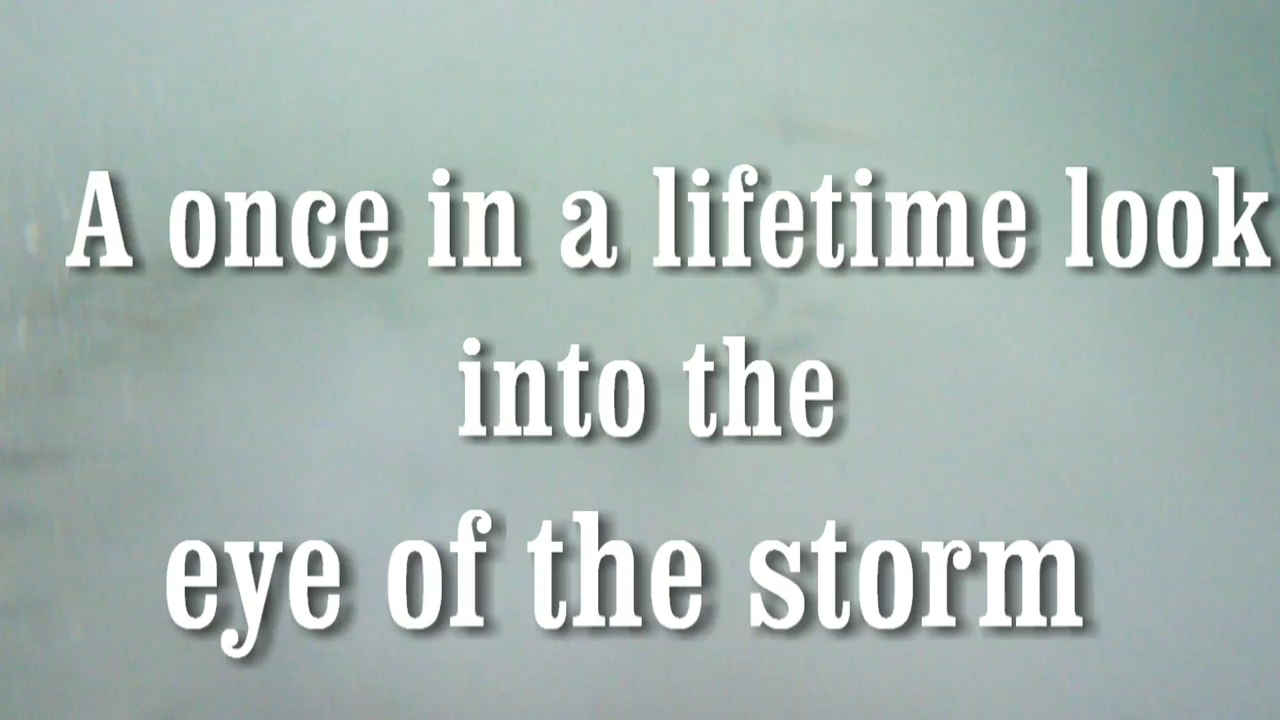 A once in a lifetime look
into the
eye of the storm